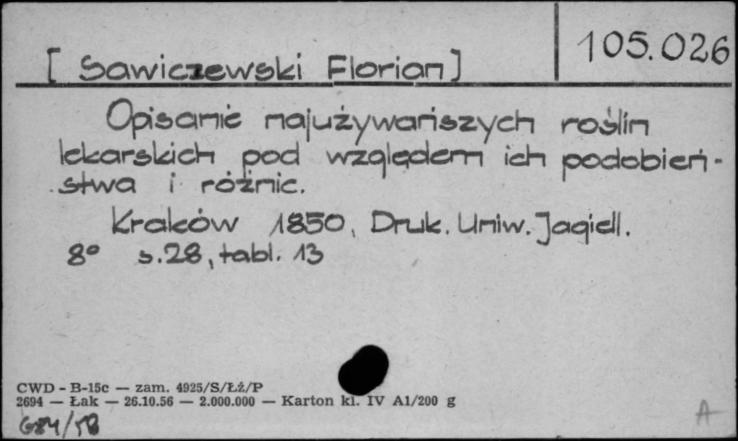 [ Sawiczewski Florian]
105.026
Opisanie najużywańszych roślin
lekarskich pod względem ich podobień-
stwa i różnic.
Kraków 1850, Druk. Uniw. Jagiell.
8° s.28, tabl. 13
CWD - B-15c — zam. 4925/S/Łź/P
2694 — Łak — 26.10.56 — 2.000.000 — Karton kl. IV A1/200 g
A